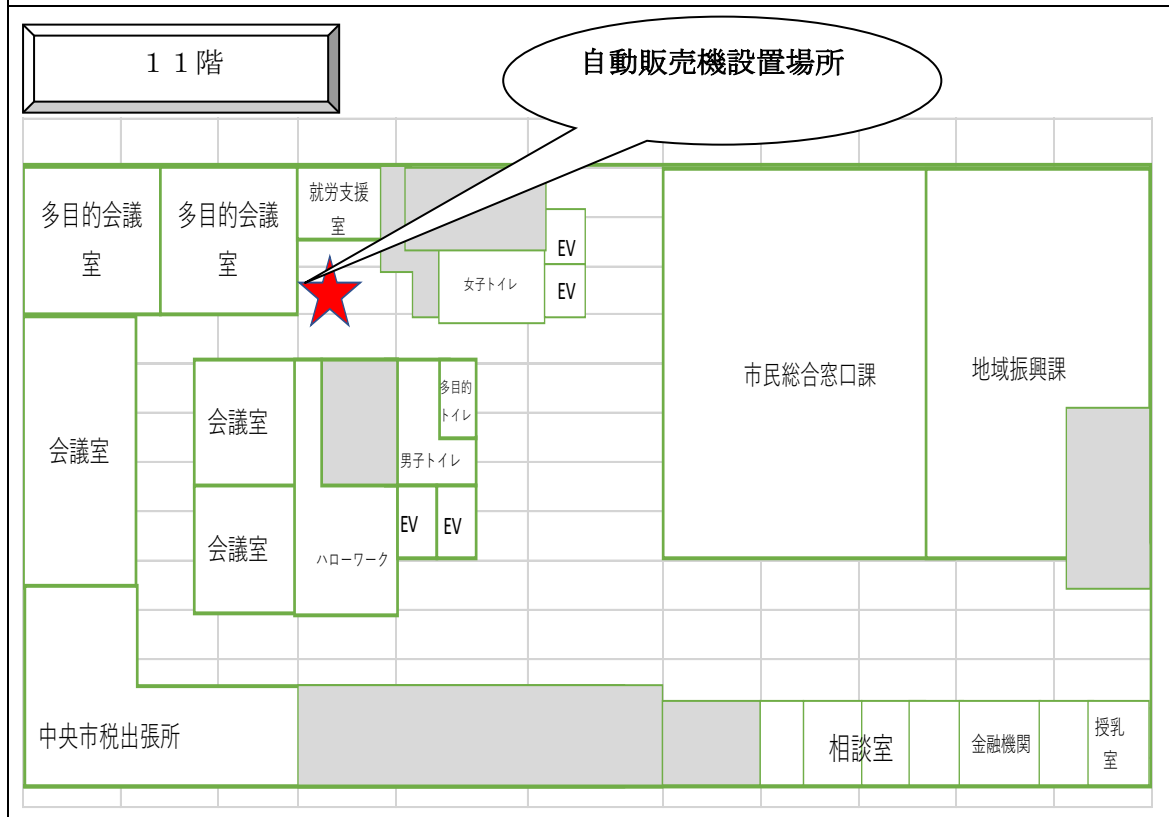 １１階
自動販売機設置場所
多目的会議
室
多目的会議
室
就労支援
室
EV
EV
女子トイレ
市民総合窓口課
地域振興課
会議室
会議室
多目的
トイレ
男子トイレ
会議室
ハローワーク
EV
EV
中央市税出張所
相談室
金融機関
授乳
室